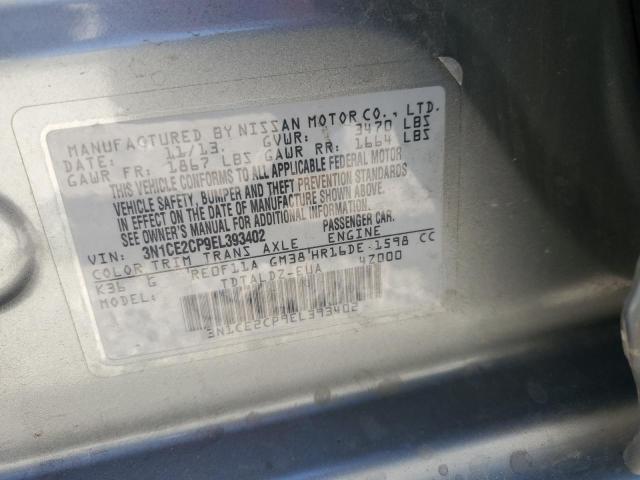 MANUFACTURED BY NISSAN MOTOR CO., LTD.
DATE: 11/13. GVWR: 3470 LBS
GAWR FR: 1867 LBS GAWR RR: 1664 LBS
THIS VEHICLE CONFORMS TO ALL APPLICABLE FEDERAL MOTOR
VEHICLE SAFETY, BUMPER AND THEFT PREVENTION STANDARDS
IN EFFECT ON THE DATE OF MANUFACTURE SHOWN ABOVE.
SEE OWNER'S MANUAL FOR ADDITIONAL INFORMATION.
VIN: 3N1CE2CP9EL393402 PASSENGER CAR.
COLOR TRIM TRANS AXLE ENGINE
K36 G RE0F11A GM38 HR16DE 1598 CC
MODEL: TDTALDZ-EUA 47000
3N1CE2CP9EL393402